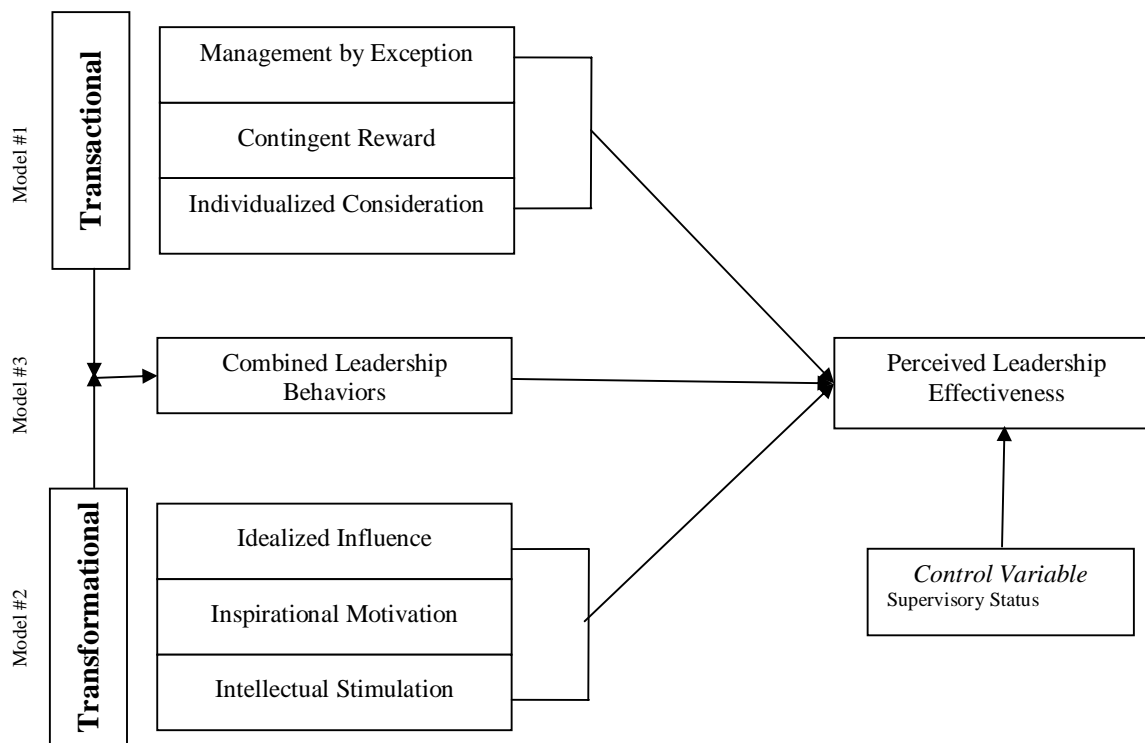 Model #1
Transactional
Management by Exception
Contingent Reward
Individualized Consideration
Model #3
Combined Leadership
Behaviors
Perceived Leadership
Effectiveness
Model #2
Transformational
Idealized Influence
Inspirational Motivation
Intellectual Stimulation
Control Variable
Supervisory Status